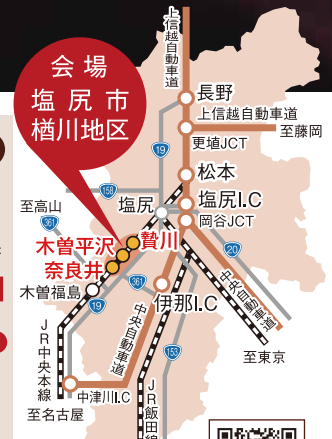 上信越自動車道
会場
塩尻市
楢川地区
長野
上信越自動車道
至藤岡
更埴JCT
19
松本
158
塩尻I.C
至高山
塩尻
岡谷JCT
361
木曽平沢
贄川
奈良井
20
木曽福島
361
中央自動車道
伊那I.C
19
中央自動車道
JR中央本線
153
至東京
中津川I.C
JR飯田線
至名古屋